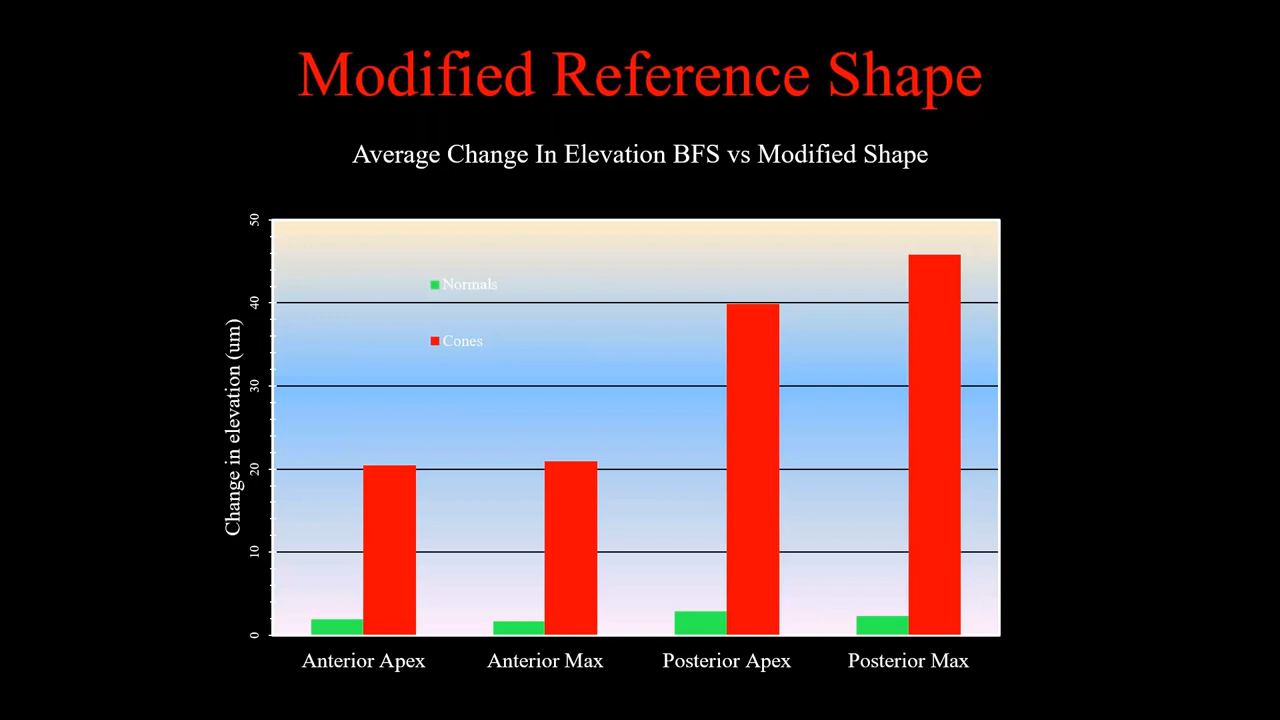 Modified Reference Shape
Average Change In Elevation BFS vs Modified Shape
Change in elevation (um)
50
40
30
20
10
0
Normals
Cones
Anterior Apex
Anterior Max
Posterior Apex
Posterior Max